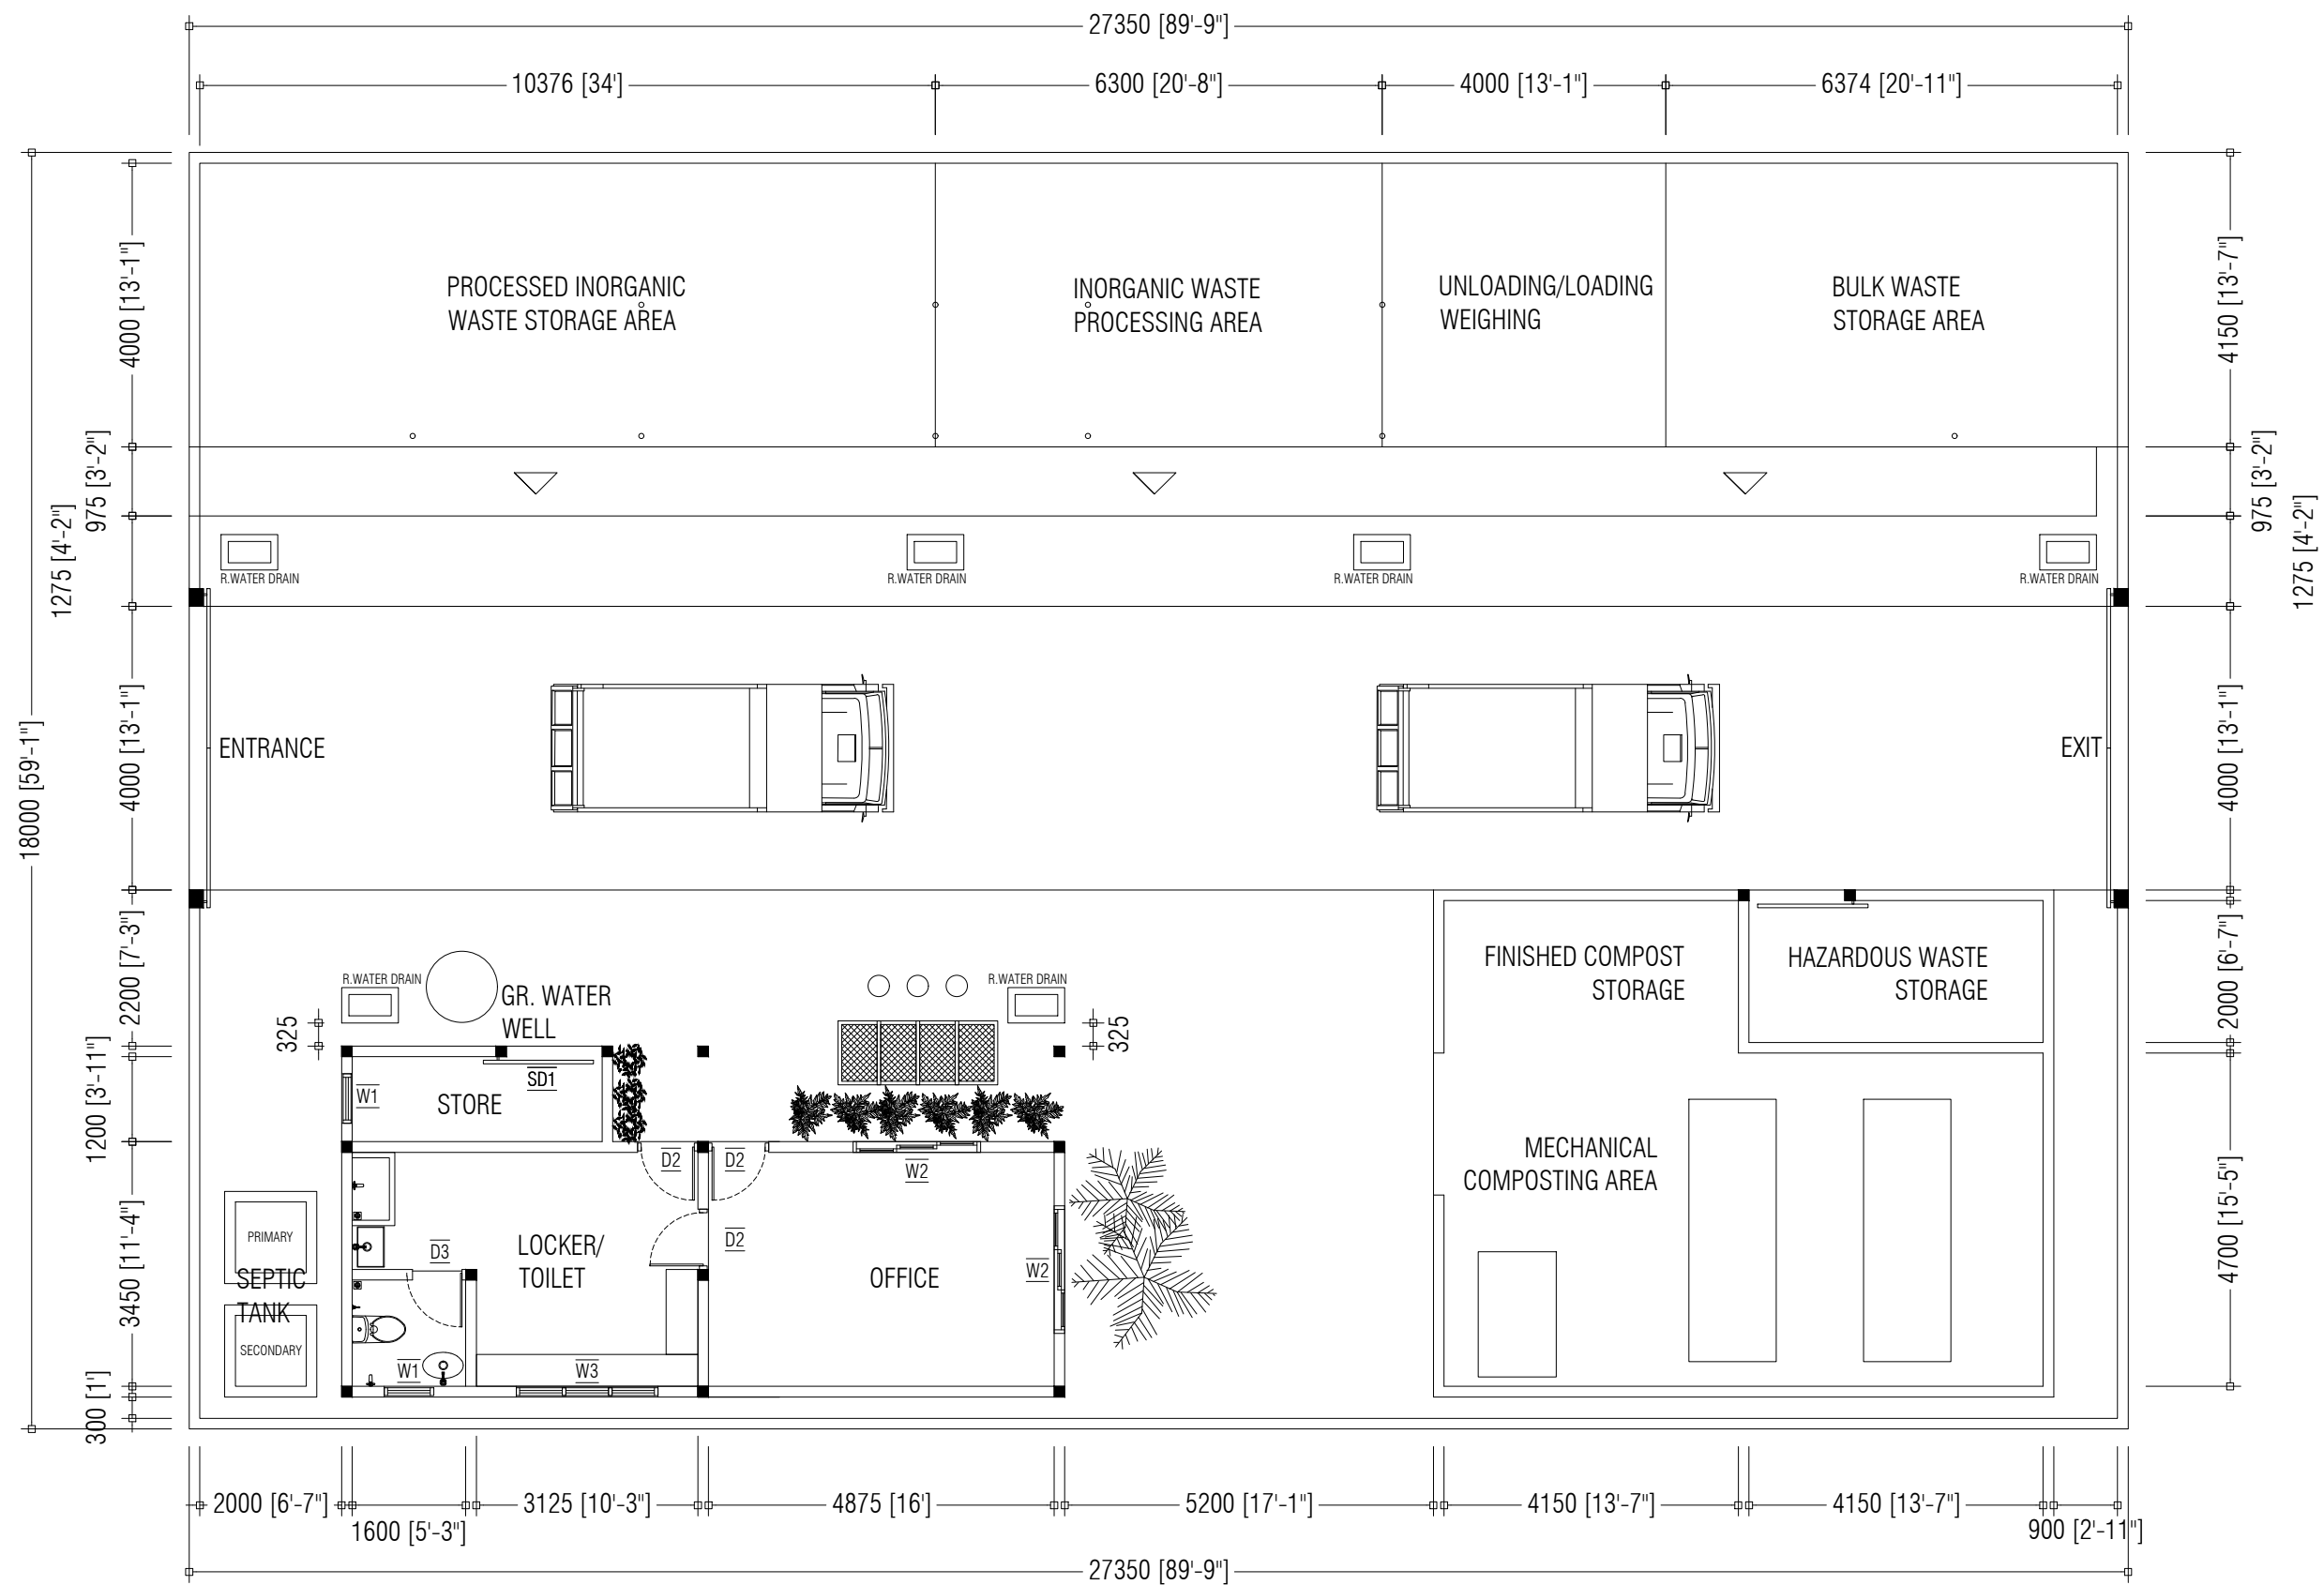 27350 [89'-9"]
10376 [34']
6300 [20'-8"]
4000 [13'-1"]
6374 [20'-11"]
4000 [13'-1"]
PROCESSED INORGANIC
WASTE STORAGE AREA
INORGANIC WASTE
PROCESSING AREA
UNLOADING/LOADING
WEIGHING
BULK WASTE
STORAGE AREA
4150 [13'-7"]
975 [3'-2"]
975 [3'-2"]
1275 [4'-2"]
1275 [4'-2"]
R.WATER DRAIN
R.WATER DRAIN
R.WATER DRAIN
R.WATER DRAIN
18000 [59'-1"]
4000 [13'-1"]
ENTRANCE
EXIT
4000 [13'-1"]
2200 [7'-3"]
R.WATER DRAIN
GR. WATER
WELL
R.WATER DRAIN
FINISHED COMPOST
STORAGE
HAZARDOUS WASTE
STORAGE
2000 [6'-7"]
325
325
1200 [3'-11"]
W1
SD1
STORE
D2
D2
W2
MECHANICAL
COMPOSTING AREA
3450 [11'-4"]
PRIMARY
SEPTIC
TANK
SECONDARY
D3
LOCKER/
TOILET
D2
OFFICE
W2
4700 [15'-5"]
W1
W3
300 [1']
2000 [6'-7"]
1600 [5'-3"]
3125 [10'-3"]
4875 [16']
5200 [17'-1"]
4150 [13'-7"]
4150 [13'-7"]
900 [2'-11"]
27350 [89'-9"]